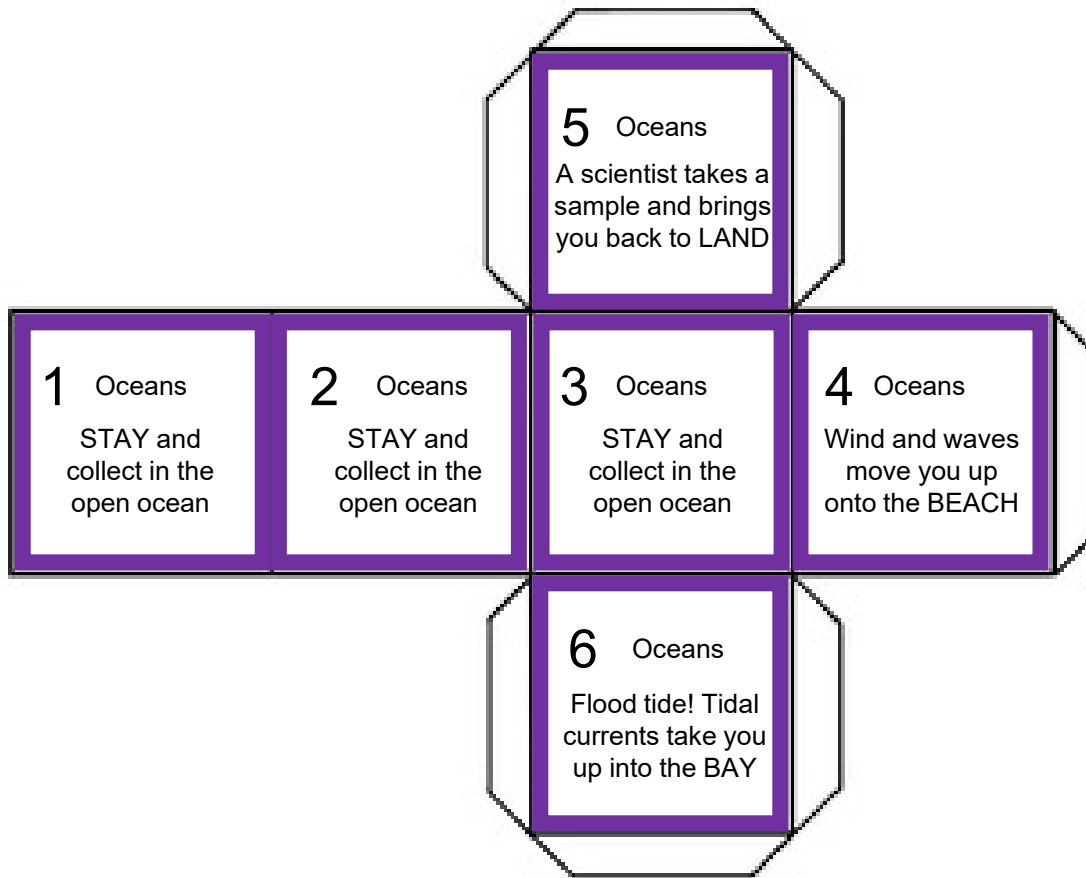 5 Oceans
A scientist takes a
sample and brings
you back to LAND
1 Oceans
STAY and
collect in the
open ocean
2 Oceans
STAY and
collect in the
open ocean
3 Oceans
STAY and
collect in the
open ocean
4 Oceans
Wind and waves
move you up
onto the BEACH
6 Oceans
Flood tide! Tidal
currents take you
up into the BAY